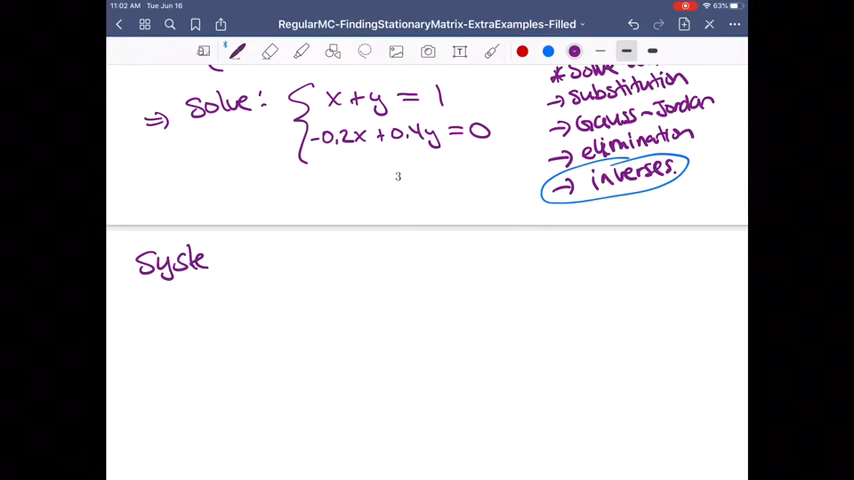 11:02 AM Tue Jun 16
63%
RegularMC-FindingStationaryMatrix-ExtraExamples-Filled
* Solve
⇒ solve: { x + y = 1
-0.2x + 0.4y = 0
→ substitution
→ Gauss-Jordan
→ elimination
→ inverses.
3
Syste